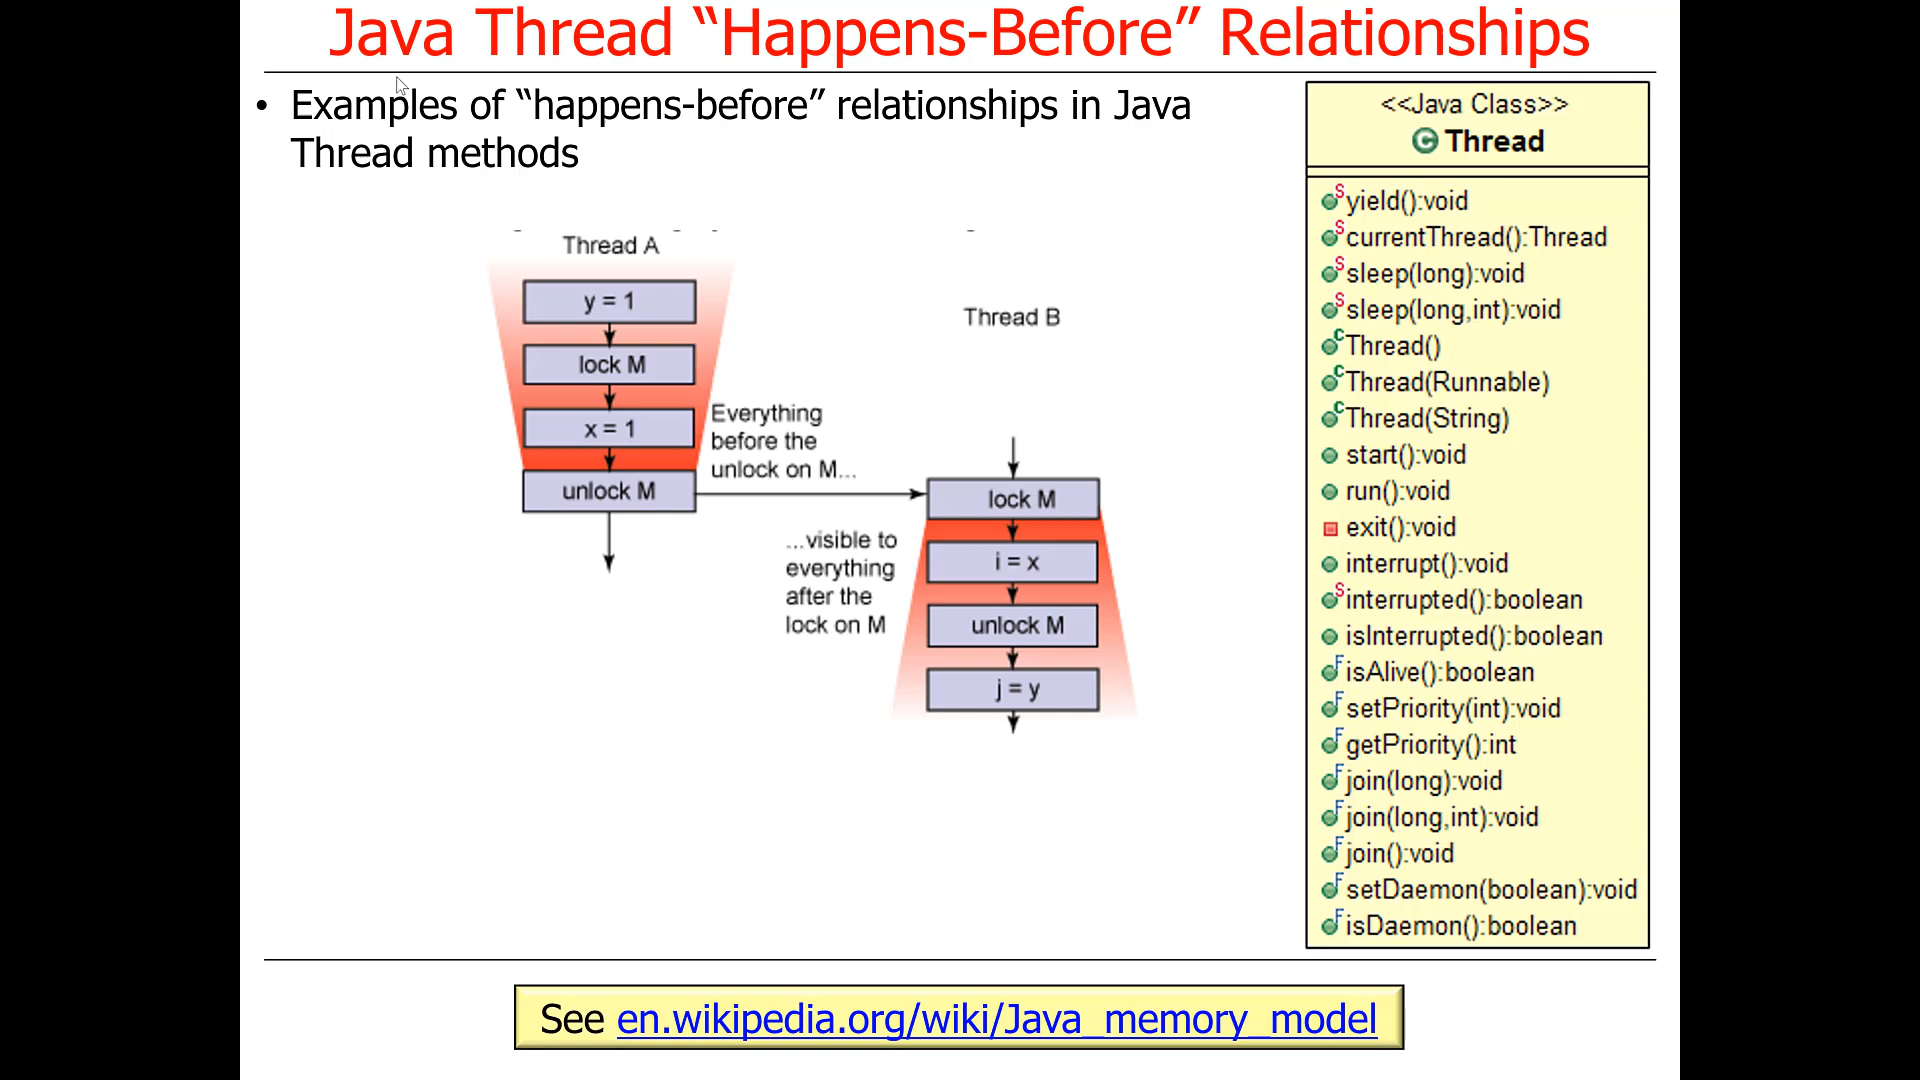 Java Thread “Happens-Before” Relationships
• Examples of “happens-before” relationships in Java
Thread methods
Thread A
y = 1
lock M
x = 1
unlock M
Everything
before the
unlock on M...
...visible to
everything
after the
lock on M
Thread B
lock M
i = x
unlock M
j = y
<<Java Class>>
C Thread
S yield():void
S currentThread():Thread
S sleep(long):void
S sleep(long,int):void
C Thread()
C Thread(Runnable)
C Thread(String)
start():void
run():void
exit():void
interrupt():void
S interrupted():boolean
isInterrupted():boolean
F isAlive():boolean
F setPriority(int):void
F getPriority():int
F join(long):void
F join(long,int):void
F join():void
F setDaemon(boolean):void
F isDaemon():boolean
See en.wikipedia.org/wiki/Java_memory_model